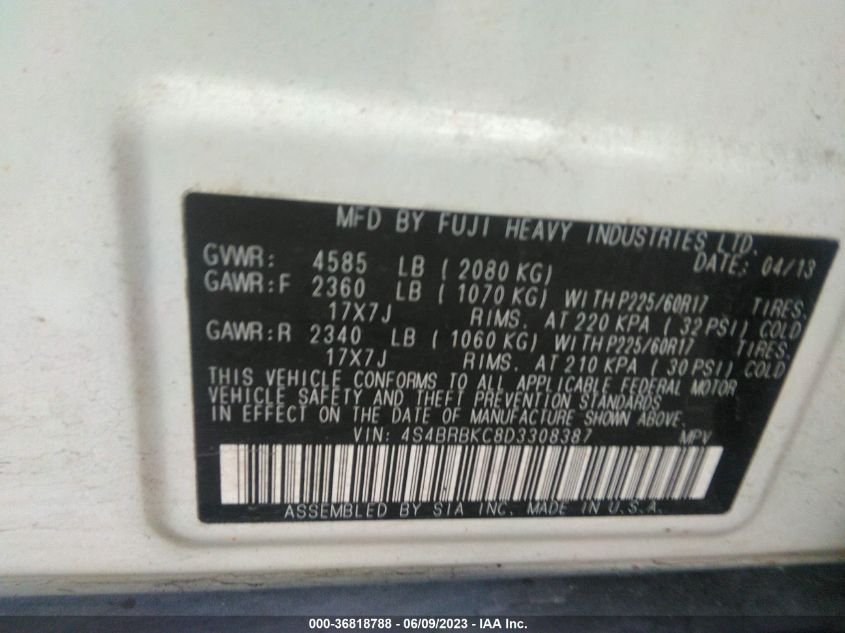 MFD BY FUJI HEAVY INDUSTRIES LTD.
DATE: 04/13
GVWR: 4585 LB ( 2080 KG)
GAWR:F 2360 LB ( 1070 KG) WITH P225/60R17 TIRES.
17X7J RIMS. AT 220 KPA ( 32 PSI) COLD
GAWR:R 2340 LB ( 1060 KG) WITH P225/60R17 TIRES.
17X7J RIMS. AT 210 KPA ( 30 PSI) COLD
THIS VEHICLE CONFORMS TO ALL APPLICABLE FEDERAL MOTOR
VEHICLE SAFETY AND THEFT PREVENTION STANDARDS
IN EFFECT ON THE DATE OF MANUFACTURE SHOWN ABOVE.
VIN: 4S4BRBKC8D3308387 MPV
ASSEMBLED BY SIA INC. MADE IN U.S.A.
000-36818788 - 06/09/2023 - IAA Inc.